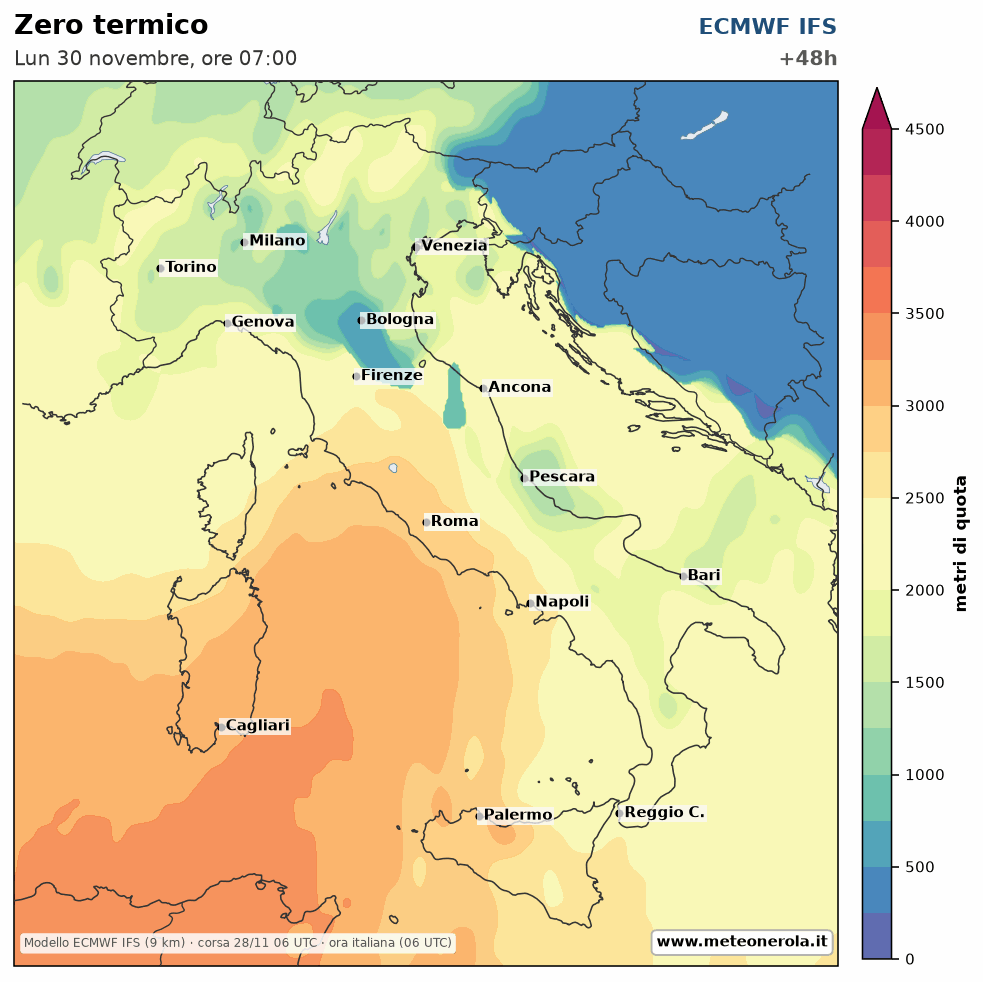 Zero termico
ECMWF IFS
Lun 30 novembre, ore 07:00
+48h
Milano
Venezia
Torino
Genova
Bologna
Firenze
Ancona
Pescara
Roma
Bari
Napoli
Cagliari
Palermo
Reggio C.
Modello ECMWF IFS (9 km) · corsa 28/11 06 UTC · ora italiana (06 UTC)
www.meteonerola.it
4500
4000
3500
3000
2500
2000
1500
1000
500
0
metri di quota